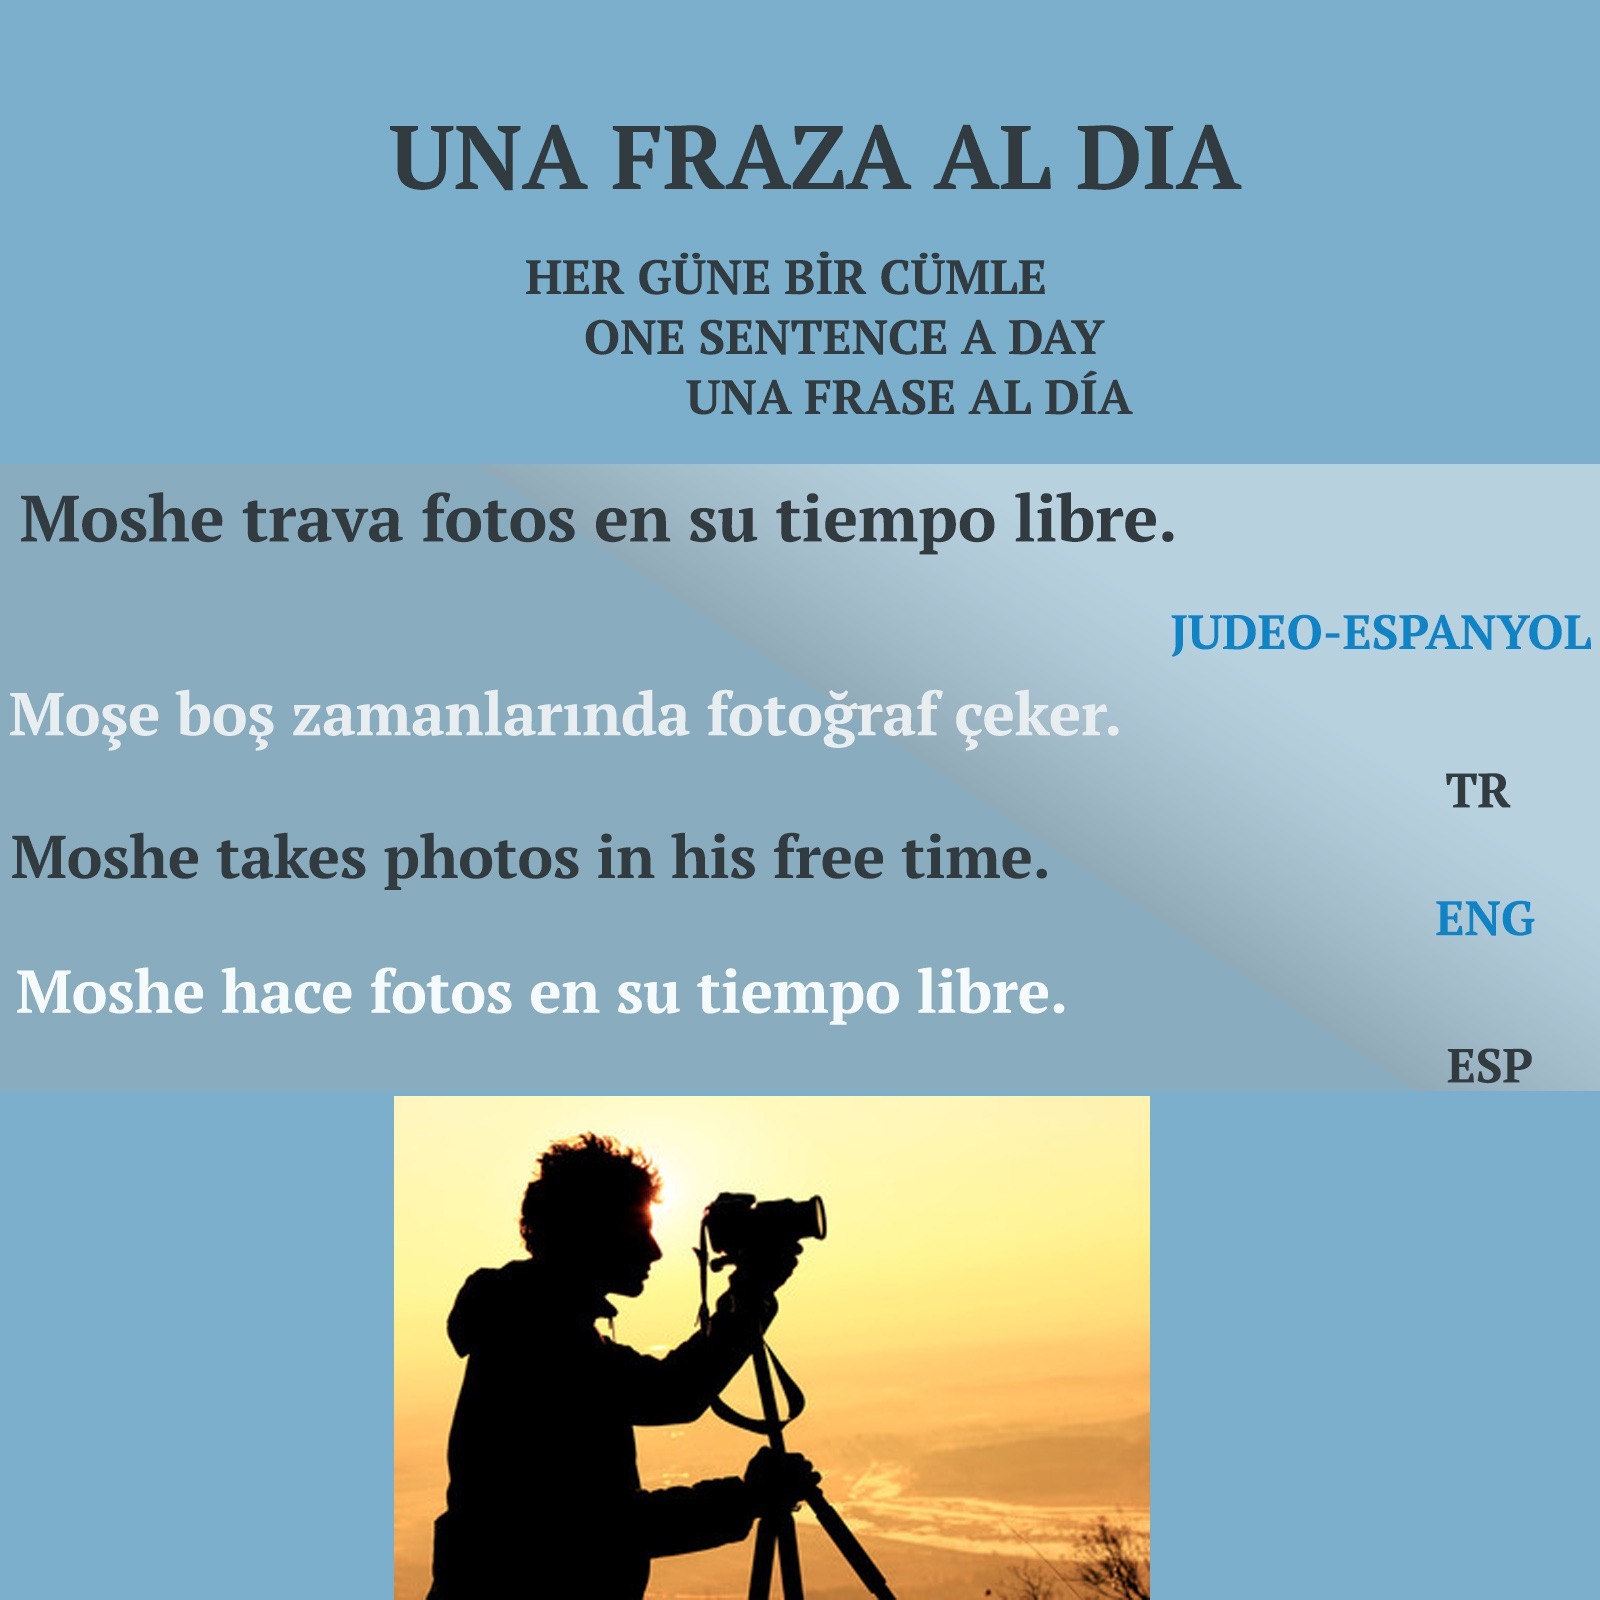 UNA FRAZA AL DIA
HER GÜNE BİR CÜMLE
ONE SENTENCE A DAY
UNA FRASE AL DÍA
Moshe trava fotos en su tiempo libre.
JUDEO-ESPANYOL
Moşe boş zamanlarında fotoğraf çeker.
TR
Moshe takes photos in his free time.
ENG
Moshe hace fotos en su tiempo libre.
ESP